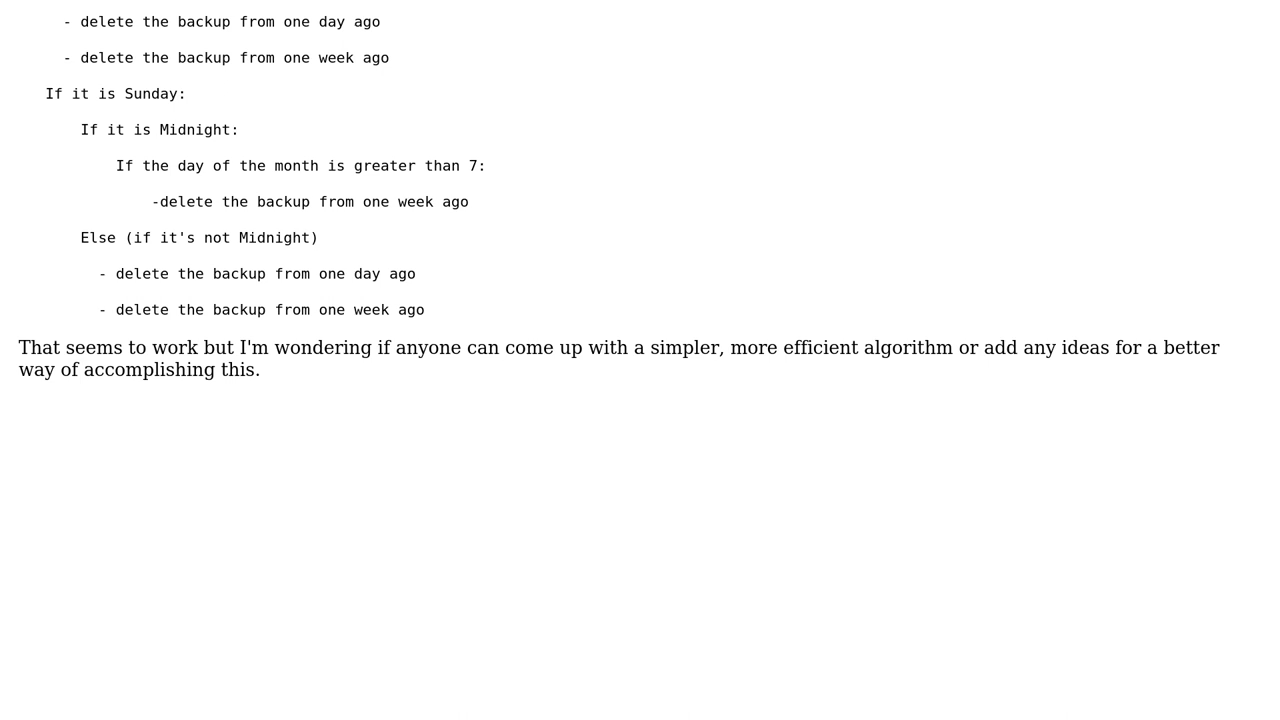 - delete the backup from one day ago
- delete the backup from one week ago
If it is Sunday:
If it is Midnight:
If the day of the month is greater than 7:
-delete the backup from one week ago
Else (if it's not Midnight)
- delete the backup from one day ago
- delete the backup from one week ago
That seems to work but I'm wondering if anyone can come up with a simpler, more efficient algorithm or add any ideas for a better
way of accomplishing this.